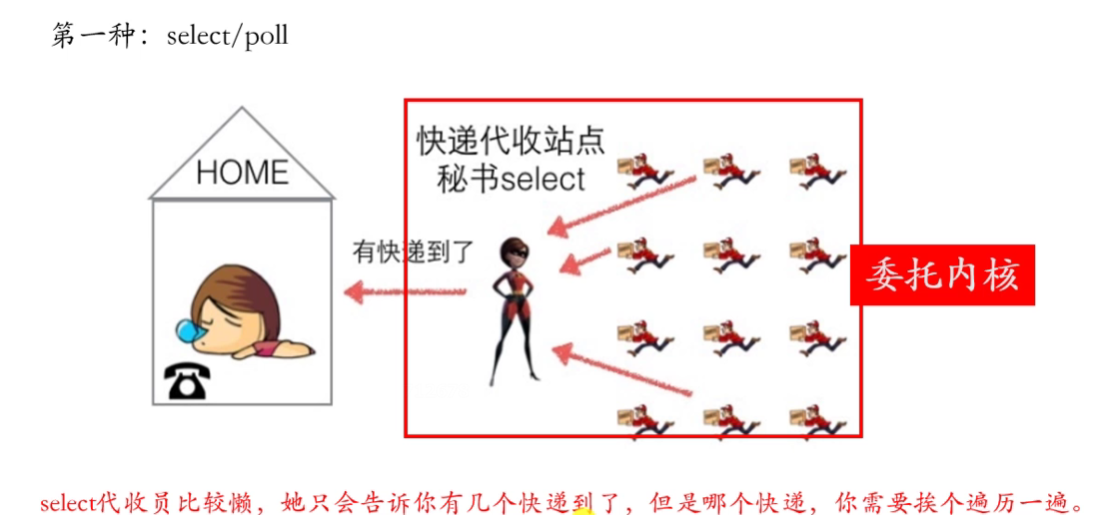 第一种：select/poll
HOME
快递代收站点
秘书select
有快递到了
委托内核
select代收员比较懒，她只会告诉你有几个快递到了，但是哪个快递，你需要挨个遍历一遍。